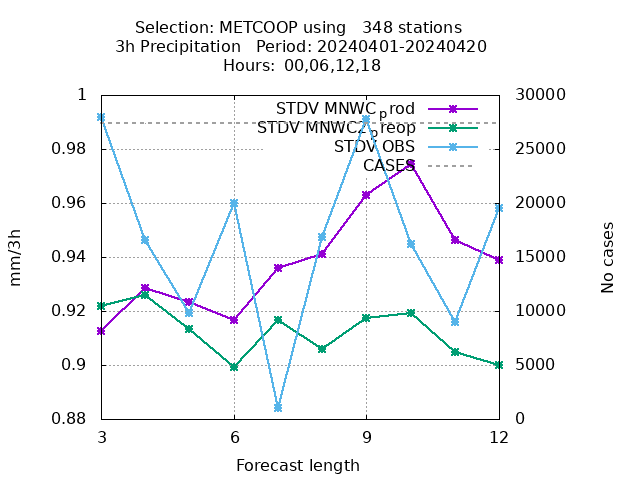 Selection: METCOOP using 348 stations
3h Precipitation Period: 20240401-20240420
Hours: 00,06,12,18
1
0.98
0.96
0.94
0.92
0.9
0.88
mm/3h
STDV MNWC_prod
STDV MNWC2_preop
STDV OBS
CASES
30000
25000
20000
15000
10000
5000
0
No cases
3 6 9 12
Forecast length